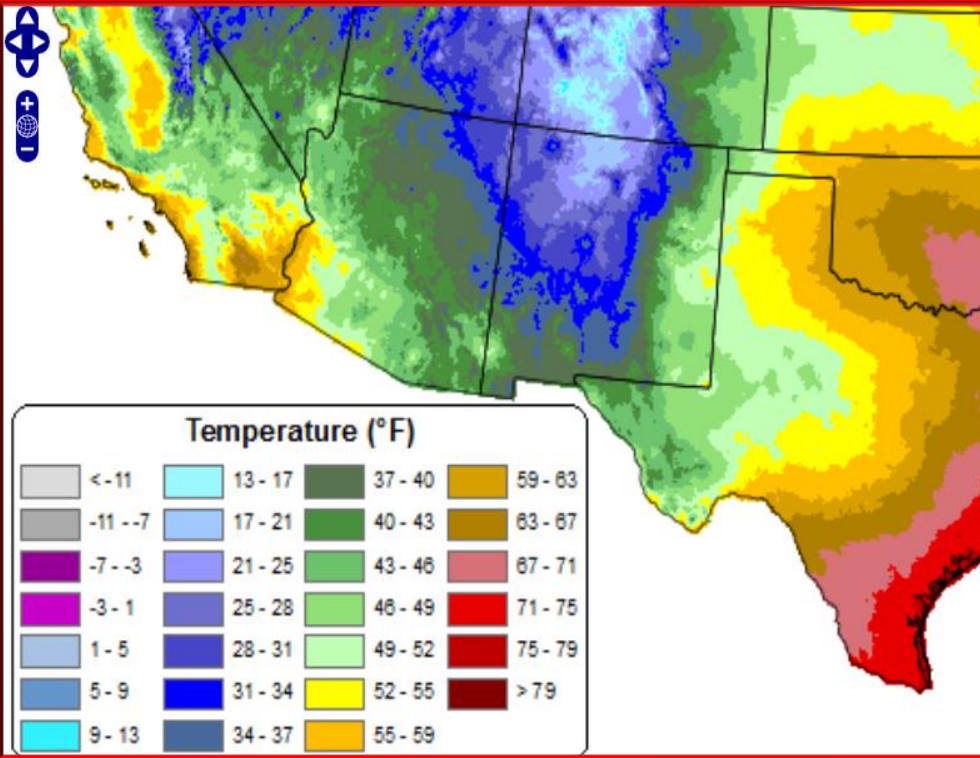 +
–
Temperature (°F)
< -11 13 - 17 37 - 40 59 - 63
-11 - -7 17 - 21 40 - 43 63 - 67
-7 - -3 21 - 25 43 - 46 67 - 71
-3 - 1 25 - 28 46 - 49 71 - 75
1 - 5 28 - 31 49 - 52 75 - 79
5 - 9 31 - 34 52 - 55 > 79
9 - 13 34 - 37 55 - 59